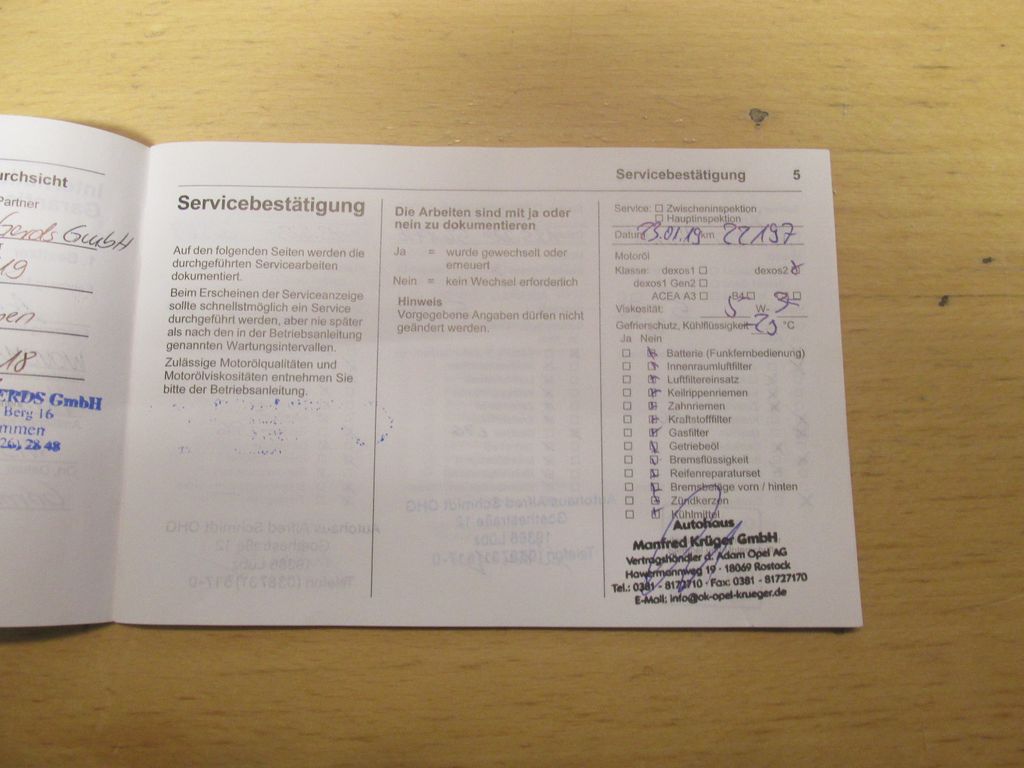 urchsicht
Partner
Gerds GmbH
19
en
18
ERDS GmbH
Berg 16
mmen
26) 28 48
Servicebestätigung 5
Servicebestätigung
Auf den folgenden Seiten werden die
durchgeführten Servicearbeiten
dokumentiert.
Beim Erscheinen der Serviceanzeige
sollte schnellstmöglich ein Service
durchgeführt werden, aber nie später
als nach den in der Betriebsanleitung
genannten Wartungsintervallen.
Zulässige Motorölqualitäten und
Motorölviskositäten entnehmen Sie
bitte der Betriebsanleitung.
Die Arbeiten sind mit ja oder
nein zu dokumentieren
Ja = wurde gewechselt oder
erneuert
Nein = kein Wechsel erforderlich
Hinweis
Vorgegebene Angaben dürfen nicht
geändert werden.
Service: Zwischeninspektion
Hauptinspektion
Datum 23.01.19 km 22197
Motoröl
Klasse: dexos1 dexos2
dexos1 Gen2
ACEA A3 B4
Viskosität: 5 W-
Gefrierschutz, Kühlflüssigkeit °C
Ja Nein
Batterie (Funkfernbedienung)
Innenraumluftfilter
Luftfiltereinsatz
Keilrippenriemen
Zahnriemen
Kraftstofffilter
Gasfilter
Getriebeöl
Bremsflüssigkeit
Reifenreparaturset
Bremsbeläge vorn / hinten
Zündkerzen
Kühlmittel
Autohaus
Manfred Krüger GmbH
Vertragshändler d. Adam Opel AG
Hawermannweg 19 · 18069 Rostock
Tel.: 0381 - 8172710 · Fax: 0381 - 81727170
E-Mail: info@ok-opel-krueger.de